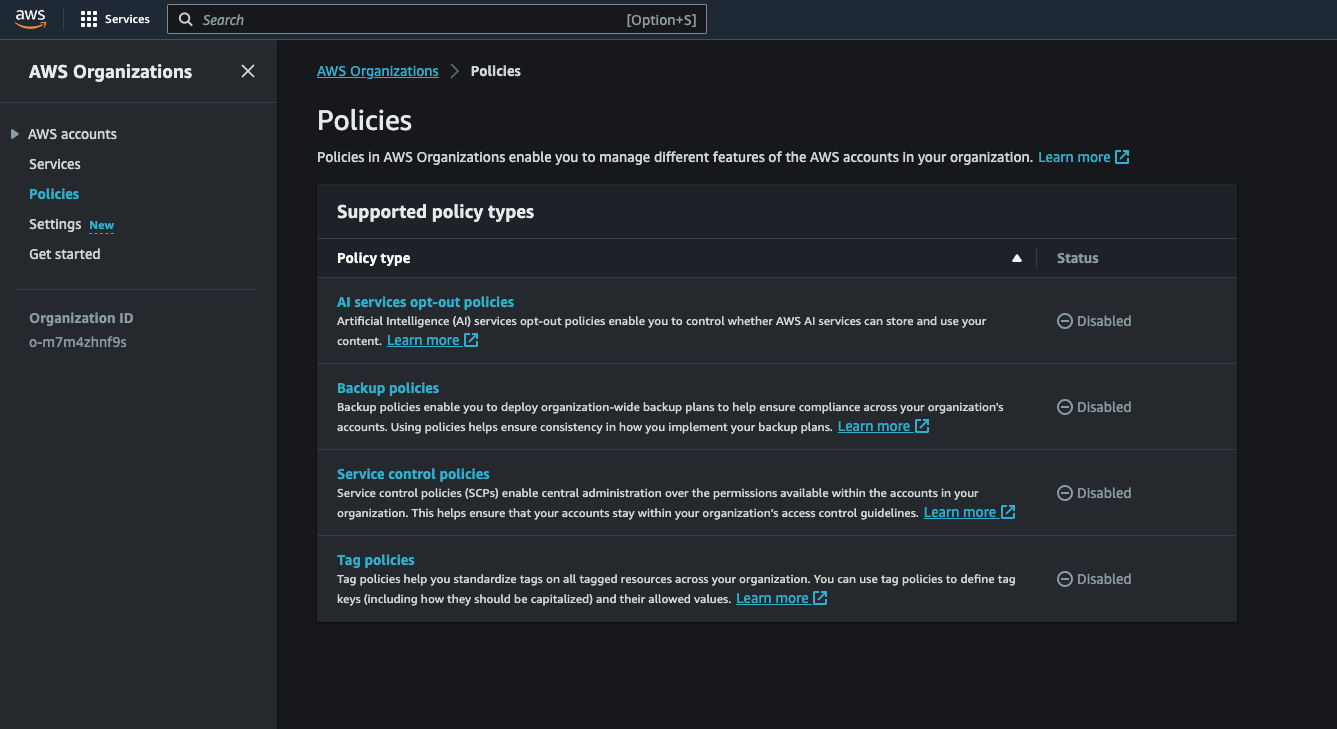 aws
Services
Search
[Option+S]
AWS Organizations
AWS accounts
Services
Policies
Settings New
Get started
Organization ID
o-m7m4zhnf9s
AWS Organizations
Policies
Policies
Policies in AWS Organizations enable you to manage different features of the AWS accounts in your organization. Learn more
Supported policy types
Policy type
Status
AI services opt-out policies
Artificial Intelligence (AI) services opt-out policies enable you to control whether AWS AI services can store and use your
content. Learn more
Disabled
Backup policies
Backup policies enable you to deploy organization-wide backup plans to help ensure compliance across your organization's
accounts. Using policies helps ensure consistency in how you implement your backup plans. Learn more
Disabled
Service control policies
Service control policies (SCPs) enable central administration over the permissions available within the accounts in your
organization. This helps ensure that your accounts stay within your organization's access control guidelines. Learn more
Disabled
Tag policies
Tag policies help you standardize tags on all tagged resources across your organization. You can use tag policies to define tag
keys (including how they should be capitalized) and their allowed values. Learn more
Disabled